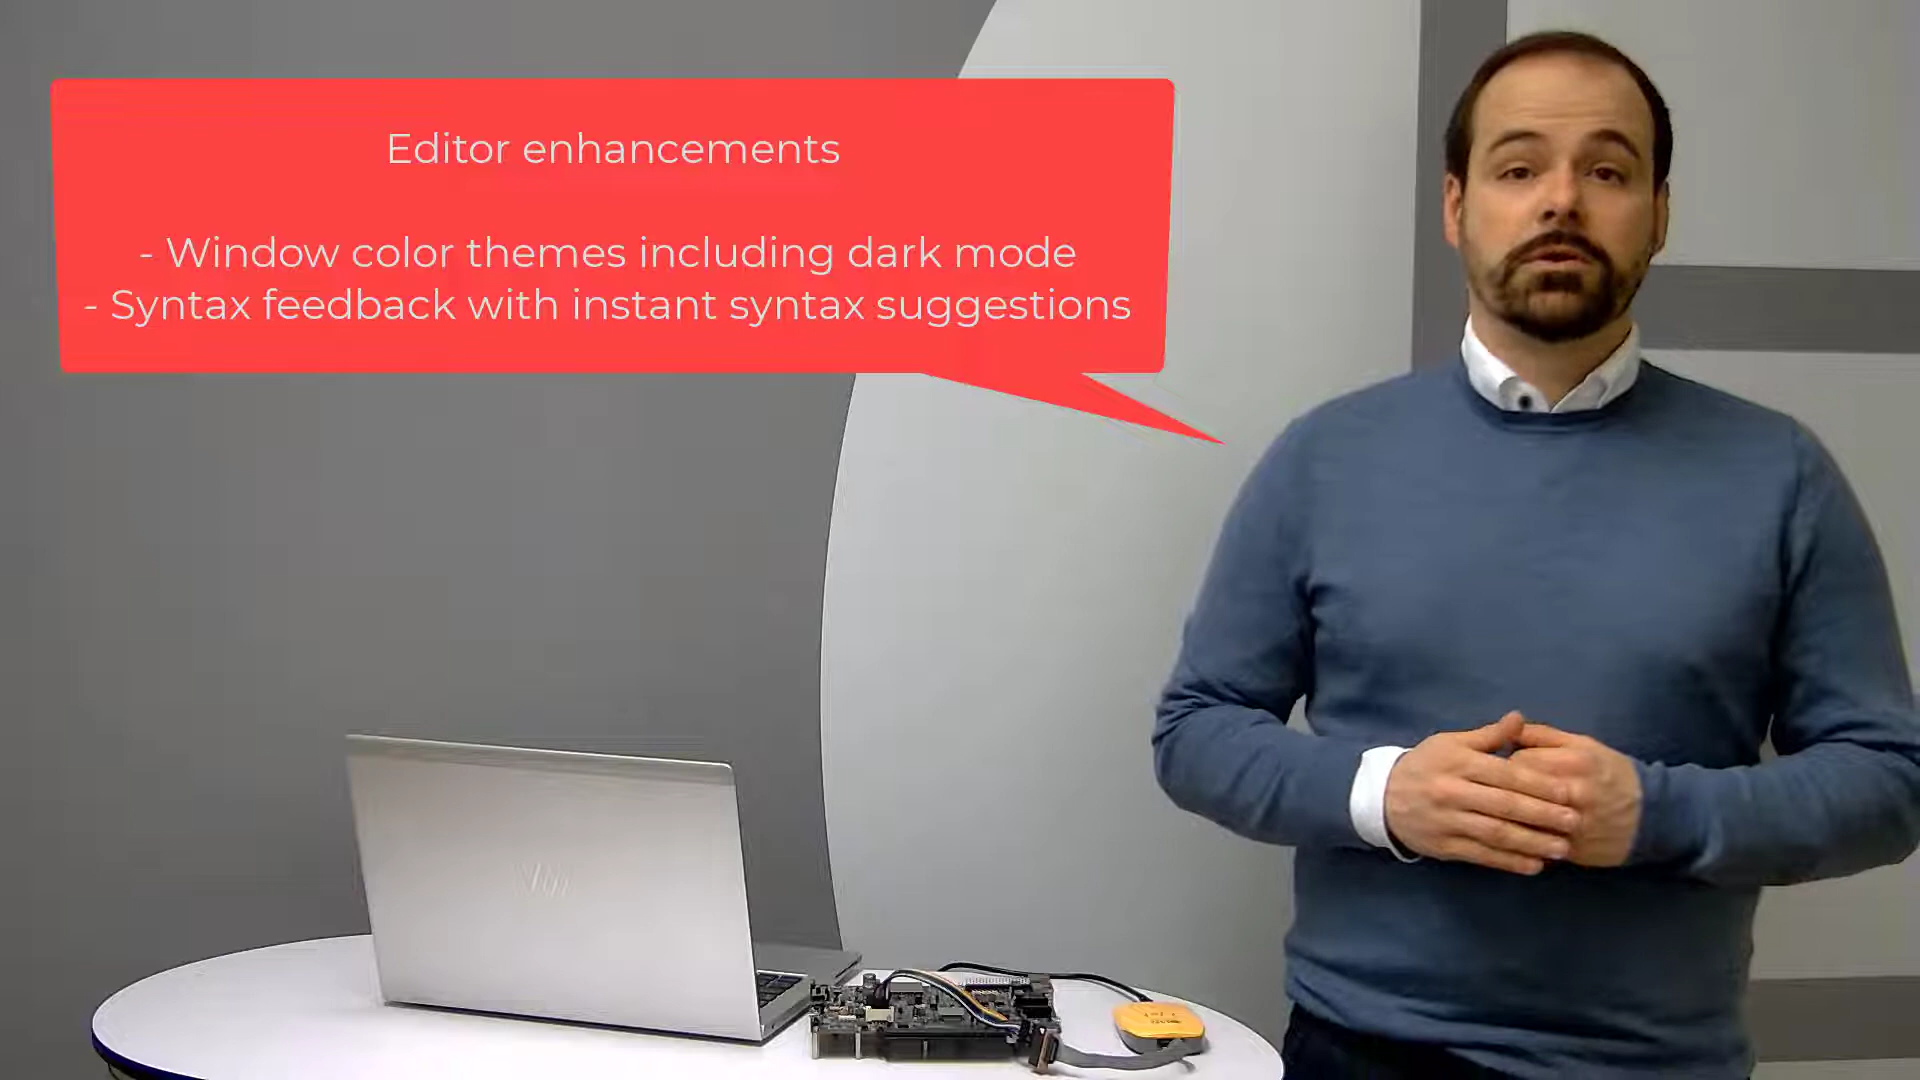 Editor enhancements
- Window color themes including dark mode
- Syntax feedback with instant syntax suggestions